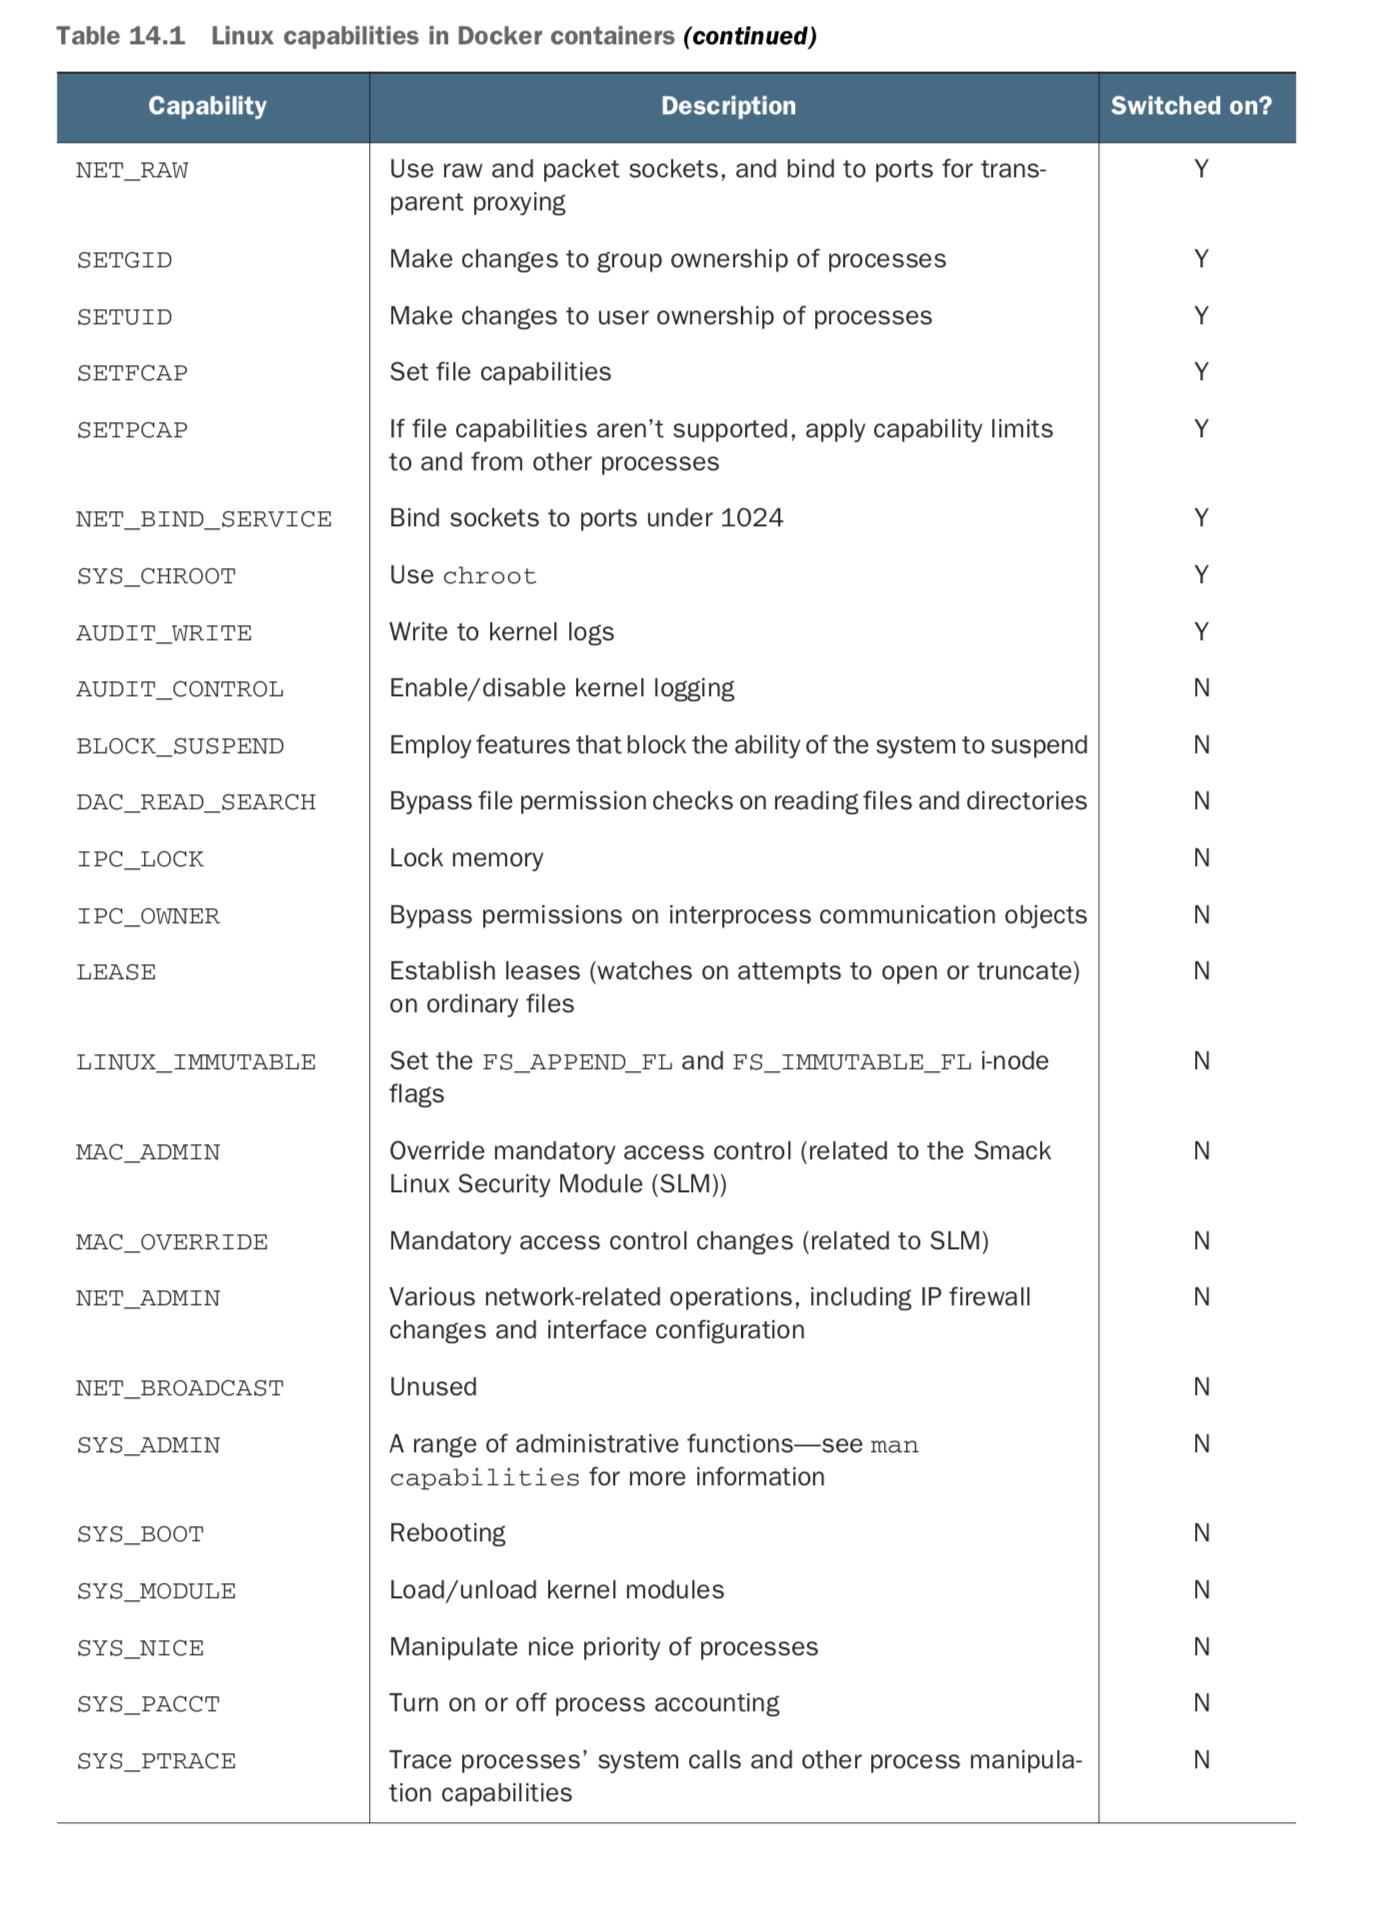 Table 14.1 Linux capabilities in Docker containers (continued)
Capability Description Switched on?
NET_RAW Use raw and packet sockets, and bind to ports for trans- Y
parent proxying
SETGID Make changes to group ownership of processes Y
SETUID Make changes to user ownership of processes Y
SETFCAP Set file capabilities Y
SETPCAP If file capabilities aren't supported, apply capability limits Y
to and from other processes
NET_BIND_SERVICE Bind sockets to ports under 1024 Y
SYS_CHROOT Use chroot Y
AUDIT_WRITE Write to kernel logs Y
AUDIT_CONTROL Enable/disable kernel logging N
BLOCK_SUSPEND Employ features that block the ability of the system to suspend N
DAC_READ_SEARCH Bypass file permission checks on reading files and directories N
IPC_LOCK Lock memory N
IPC_OWNER Bypass permissions on interprocess communication objects N
LEASE Establish leases (watches on attempts to open or truncate) N
on ordinary files
LINUX_IMMUTABLE Set the FS_APPEND_FL and FS_IMMUTABLE_FL i-node N
flags
MAC_ADMIN Override mandatory access control (related to the Smack N
Linux Security Module (SLM))
MAC_OVERRIDE Mandatory access control changes (related to SLM) N
NET_ADMIN Various network-related operations, including IP firewall N
changes and interface configuration
NET_BROADCAST Unused N
SYS_ADMIN A range of administrative functions—see man N
capabilities for more information
SYS_BOOT Rebooting N
SYS_MODULE Load/unload kernel modules N
SYS_NICE Manipulate nice priority of processes N
SYS_PACCT Turn on or off process accounting N
SYS_PTRACE Trace processes' system calls and other process manipula- N
tion capabilities